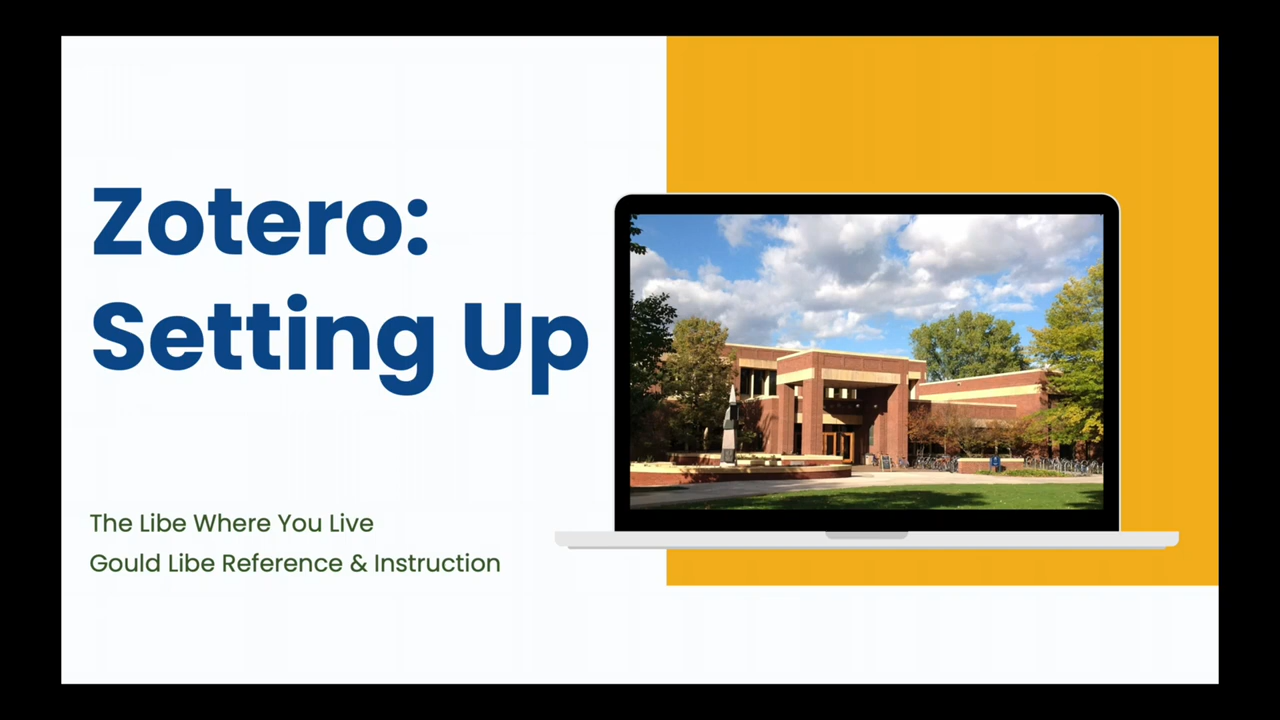 Zotero:
Setting Up
The Libe Where You Live
Gould Libe Reference & Instruction